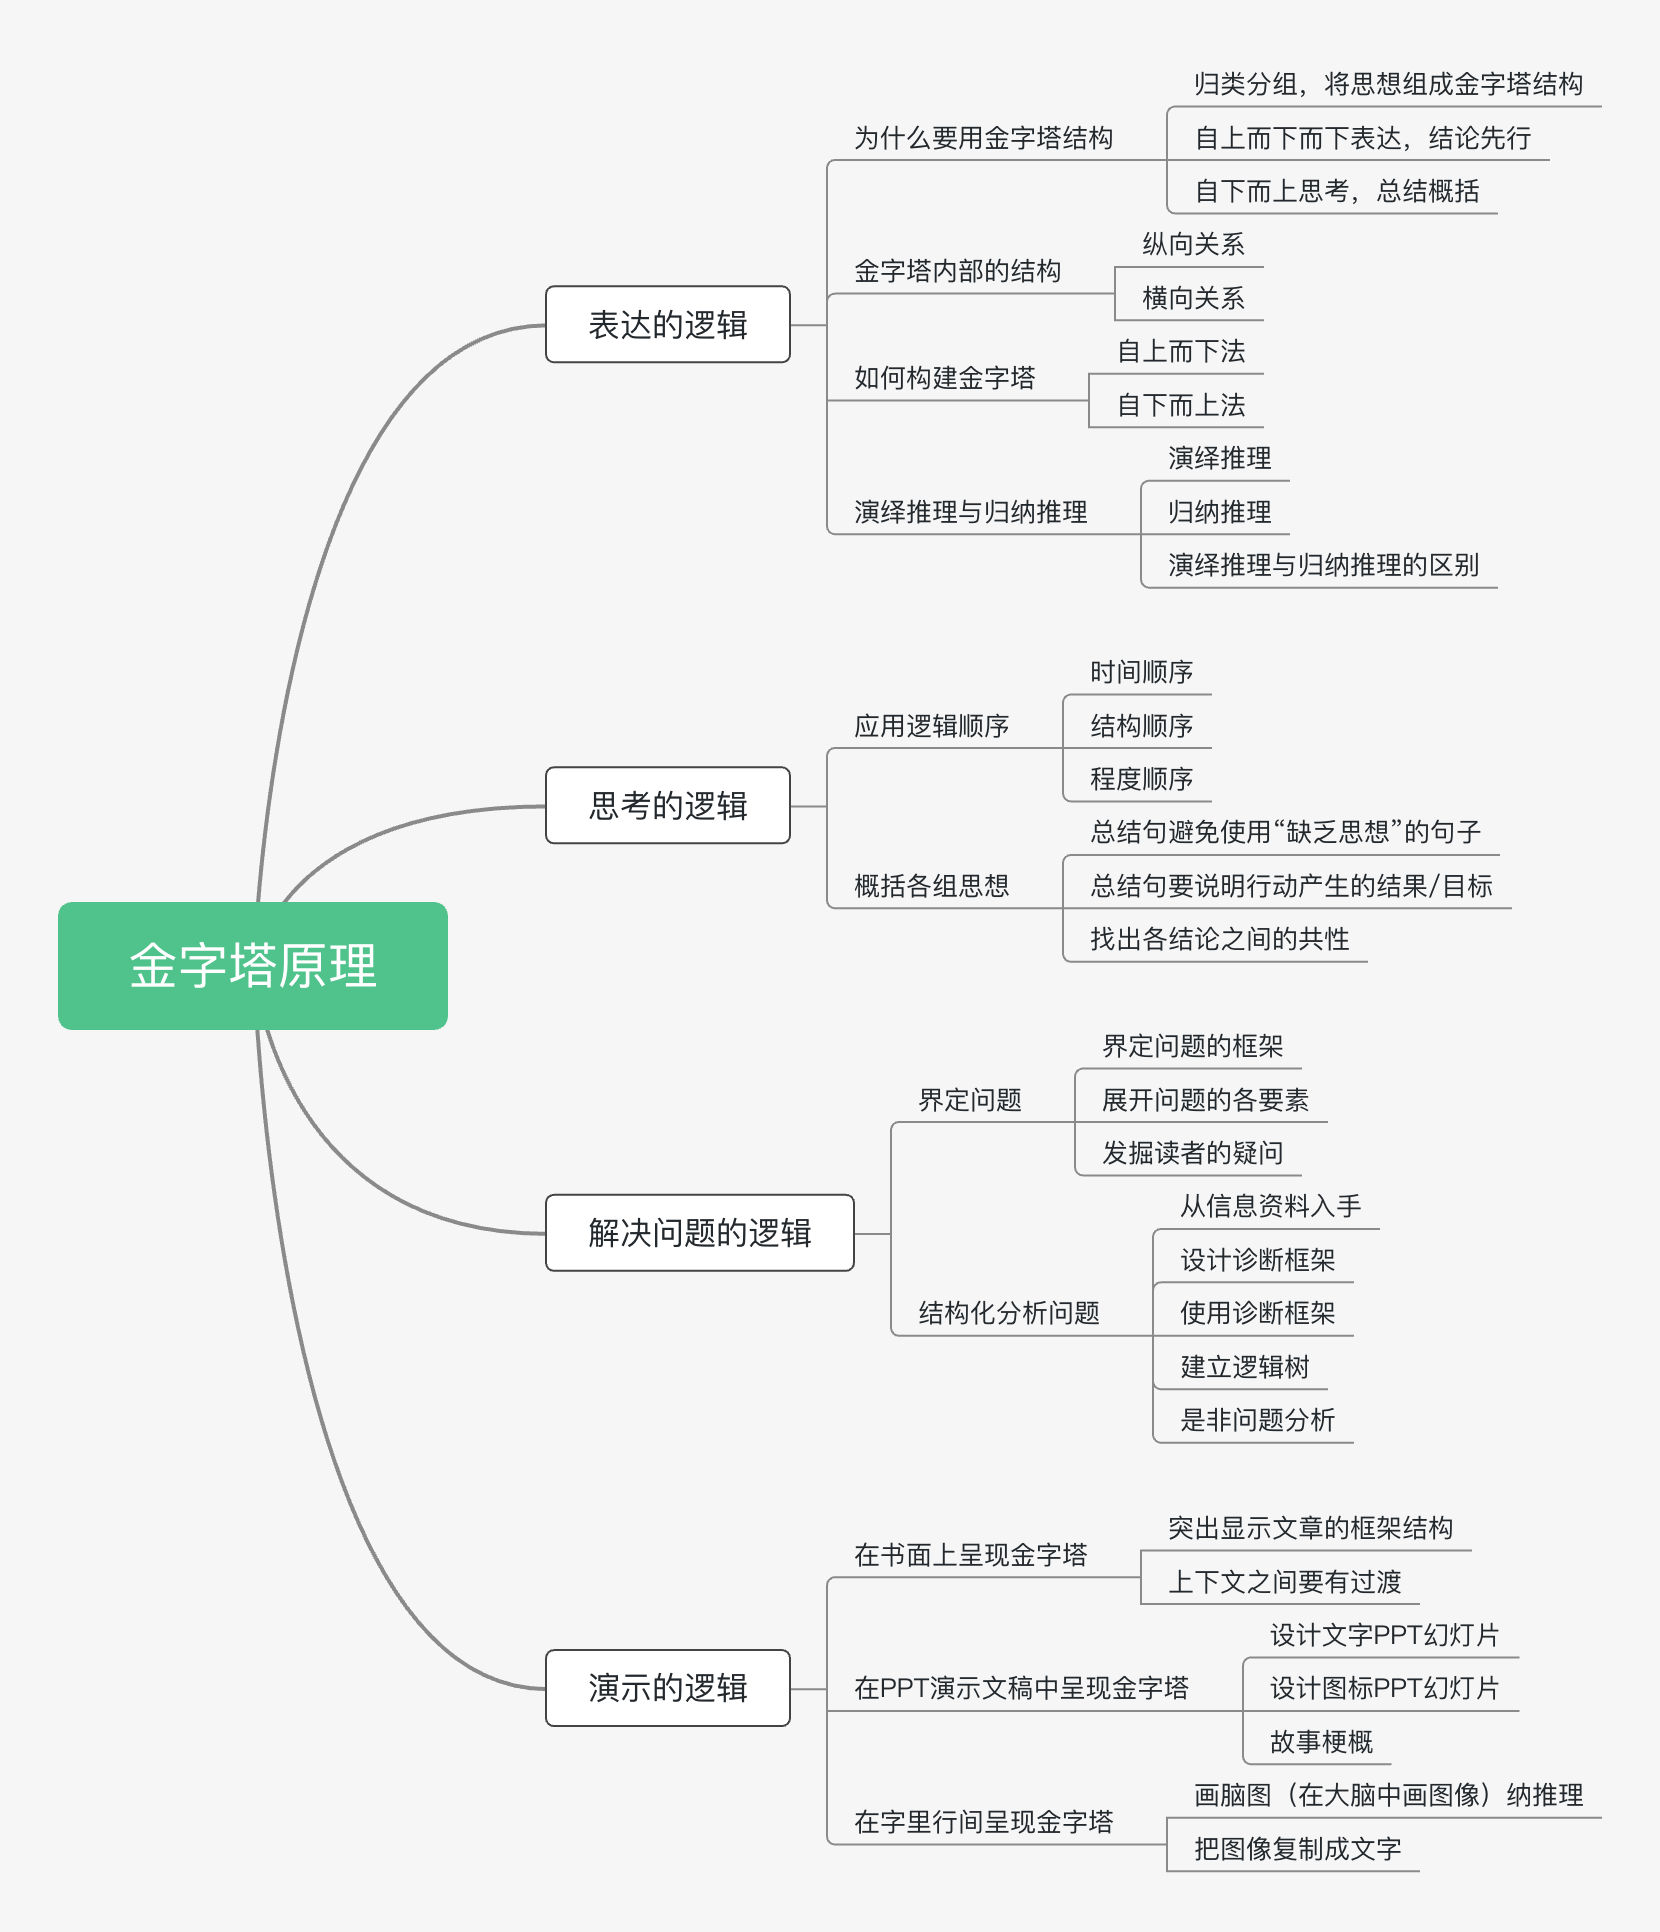 金字塔原理
表达的逻辑
为什么要用金字塔结构
归类分组，将思想组成金字塔结构
自上而下而下表达，结论先行
自下而上思考，总结概括
金字塔内部的结构
纵向关系
横向关系
如何构建金字塔
自上而下法
自下而上法
演绎推理与归纳推理
演绎推理
归纳推理
演绎推理与归纳推理的区别
思考的逻辑
应用逻辑顺序
时间顺序
结构顺序
程度顺序
概括各组思想
总结句避免使用“缺乏思想”的句子
总结句要说明行动产生的结果/目标
找出各结论之间的共性
解决问题的逻辑
界定问题
界定问题的框架
展开问题的各要素
发掘读者的疑问
结构化分析问题
从信息资料入手
设计诊断框架
使用诊断框架
建立逻辑树
是非问题分析
演示的逻辑
在书面上呈现金字塔
突出显示文章的框架结构
上下文之间要有过渡
在PPT演示文稿中呈现金字塔
设计文字PPT幻灯片
设计图标PPT幻灯片
故事梗概
在字里行间呈现金字塔
画脑图（在大脑中画图像）纳推理
把图像复制成文字